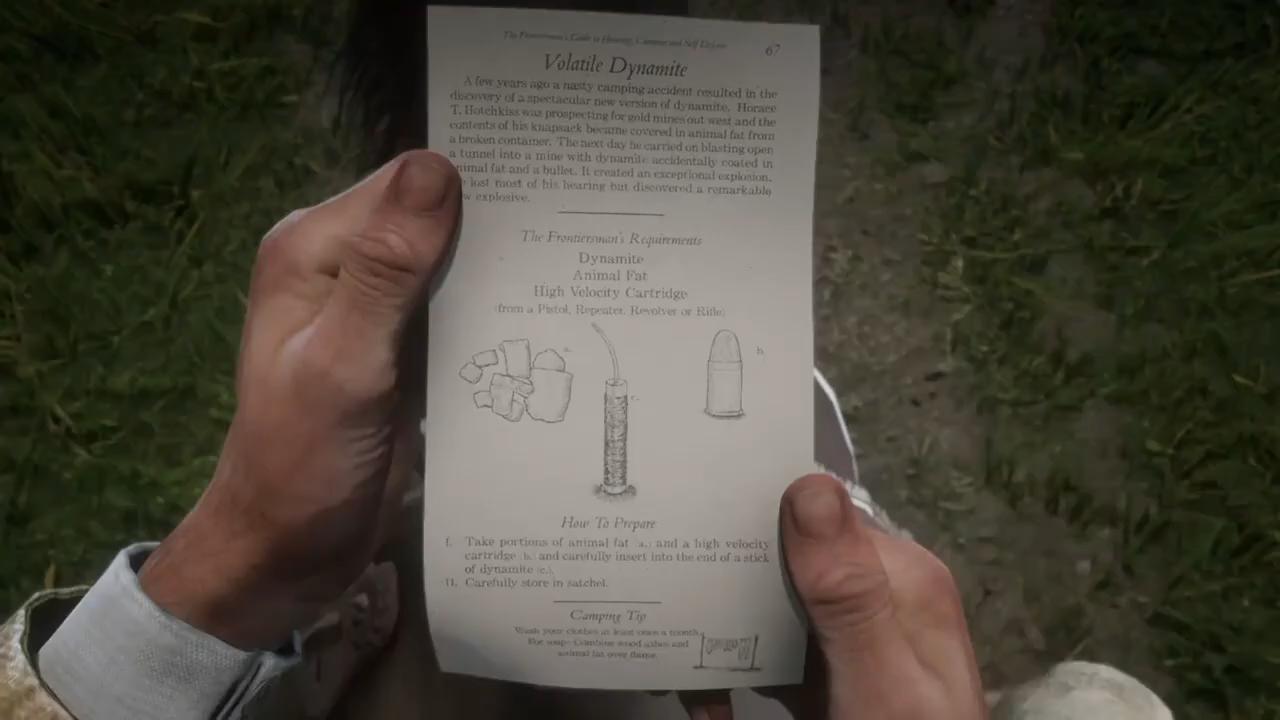 The Frontiersman's Guide to Hunting, Camping and Self Defense
67
Volatile Dynamite
A few years ago a nasty camping accident resulted in the
discovery of a spectacular new version of dynamite. Horace
T. Hotchkiss was prospecting for gold mines out west and the
contents of his knapsack became covered in animal fat from
a broken container. The next day he carried on blasting open
a tunnel into a mine with dynamite accidentally coated in
nimal fat and a bullet. It created an exceptional explosion.
lost most of his hearing but discovered a remarkable
w explosive.
The Frontiersman's Requirements
Dynamite
Animal Fat
High Velocity Cartridge
(from a Pistol, Repeater, Revolver or Rifle)
a.
b.
c.
How To Prepare
I. Take portions of animal fat (a.) and a high velocity
cartridge (b.) and carefully insert into the end of a stick
of dynamite (c.).
II. Carefully store in satchel.
Camping Tip
Wash your clothes at least once a month.
For soap: Combine wood ashes and
animal fat over flame.